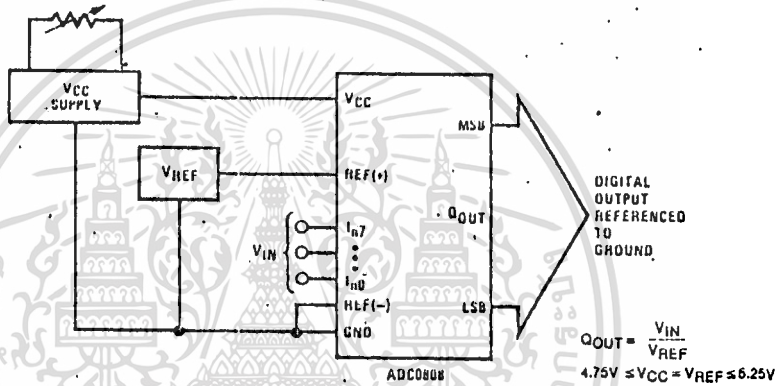 VCC
SUPPLY
VCC
MSB
VREF
REF(+)
DIGITAL
OUTPUT
REFERENCED
TO
GROUND
QOUT
VIN
In7
In0
REF(-)
GND
LSB
ADC0808
QOUT = VIN / VREF
4.75V ≤ VCC = VREF ≤ 5.25V